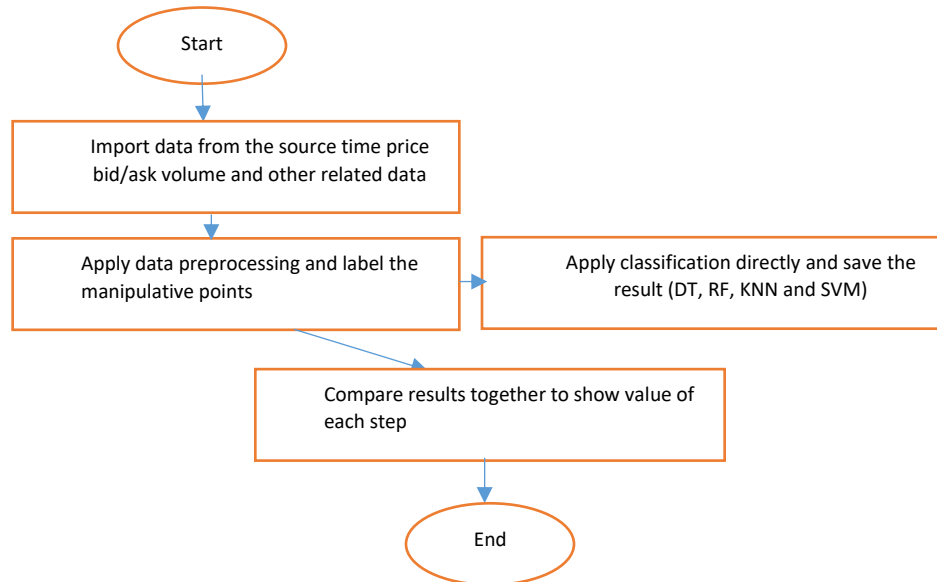 Start
Import data from the source time price
bid/ask volume and other related data
Apply data preprocessing and label the
manipulative points
Apply classification directly and save the
result (DT, RF, KNN and SVM)
Compare results together to show value of
each step
End